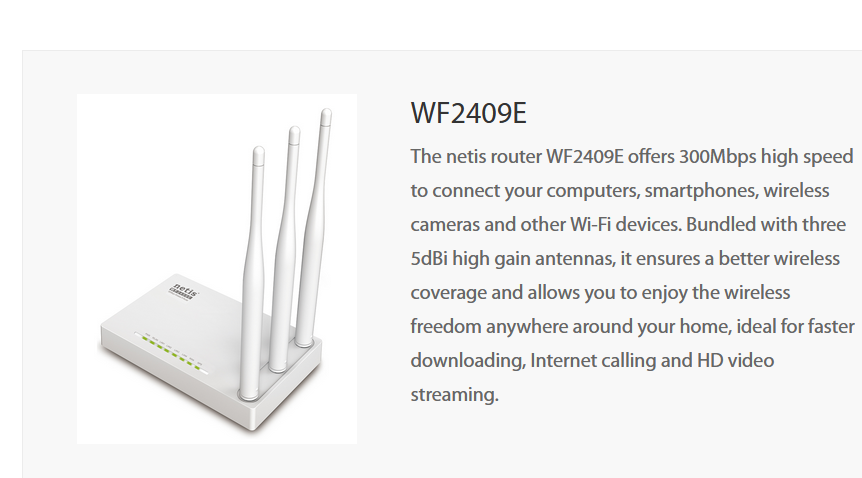 WF2409E
The netis router WF2409E offers 300Mbps high speed
to connect your computers, smartphones, wireless
cameras and other Wi-Fi devices. Bundled with three
5dBi high gain antennas, it ensures a better wireless
coverage and allows you to enjoy the wireless
freedom anywhere around your home, ideal for faster
downloading, Internet calling and HD video
streaming.
netis